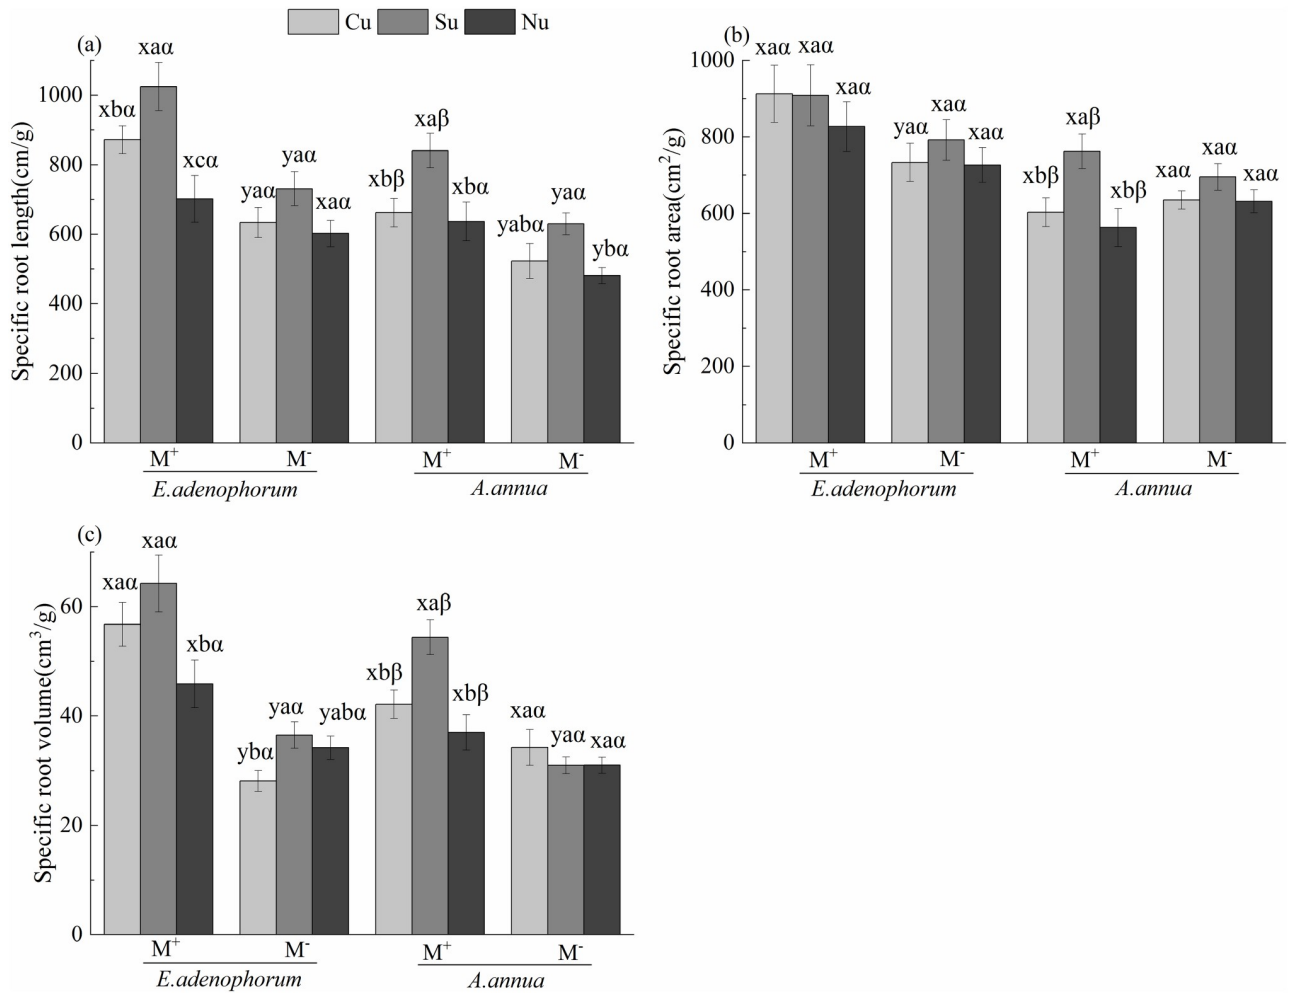 Cu Su Nu
(a)
Specific root length(cm/g)
1000
800
600
400
200
0
xbα xaα xcα yaα yaα xaα xbβ xaβ xbα yabα yaα ybα
M⁺ M⁻ M⁺ M⁻
E.adenophorum A.annua
(b)
Specific root area(cm²/g)
1000
800
600
400
200
0
xaα xaα xaα yaα xaα xaα xbβ xaβ xbβ xaα xaα xaα
M⁺ M⁻ M⁺ M⁻
E.adenophorum A.annua
(c)
Specific root volume(cm³/g)
60
40
20
0
xaα xaα xbα ybα yaα yabα xbβ xaβ xbβ xaα yaα xaα
M⁺ M⁻ M⁺ M⁻
E.adenophorum A.annua